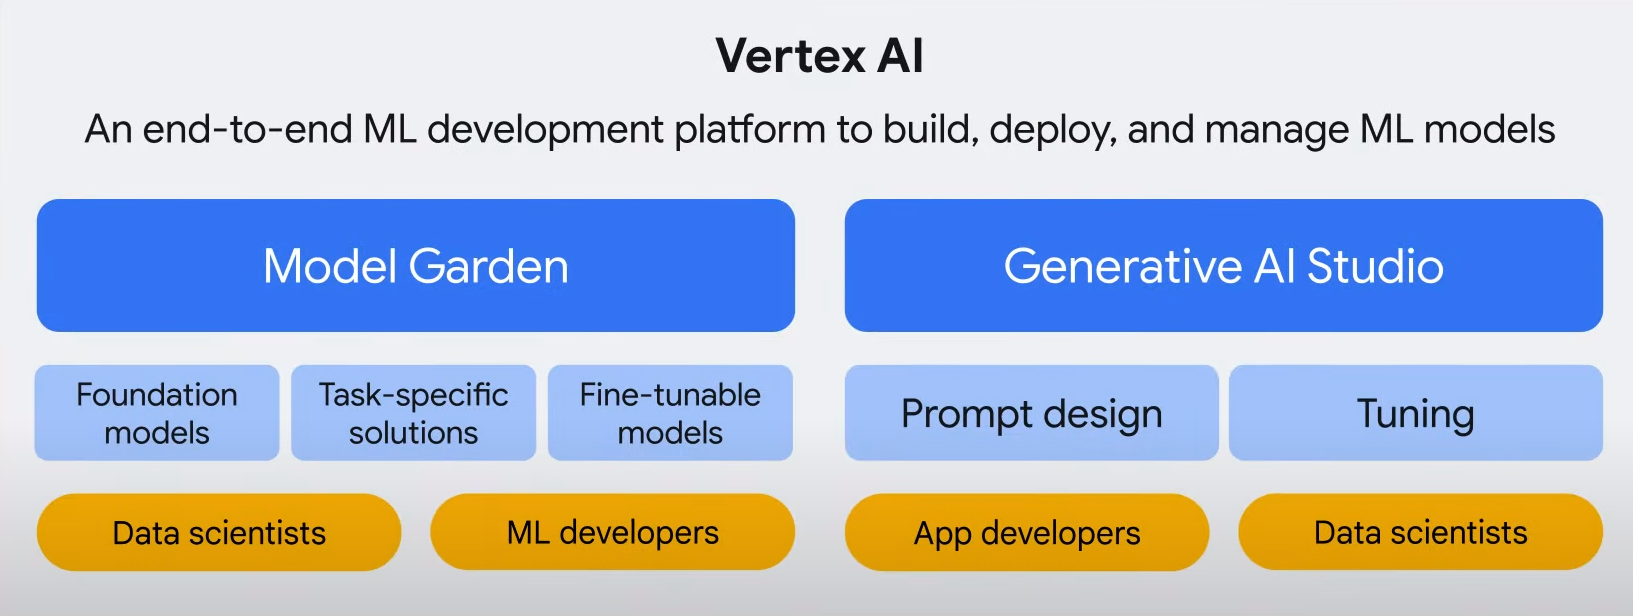 Vertex AI
An end-to-end ML development platform to build, deploy, and manage ML models
Model Garden
Generative AI Studio
Foundation
models
Task-specific
solutions
Fine-tunable
models
Prompt design
Tuning
Data scientists
ML developers
App developers
Data scientists